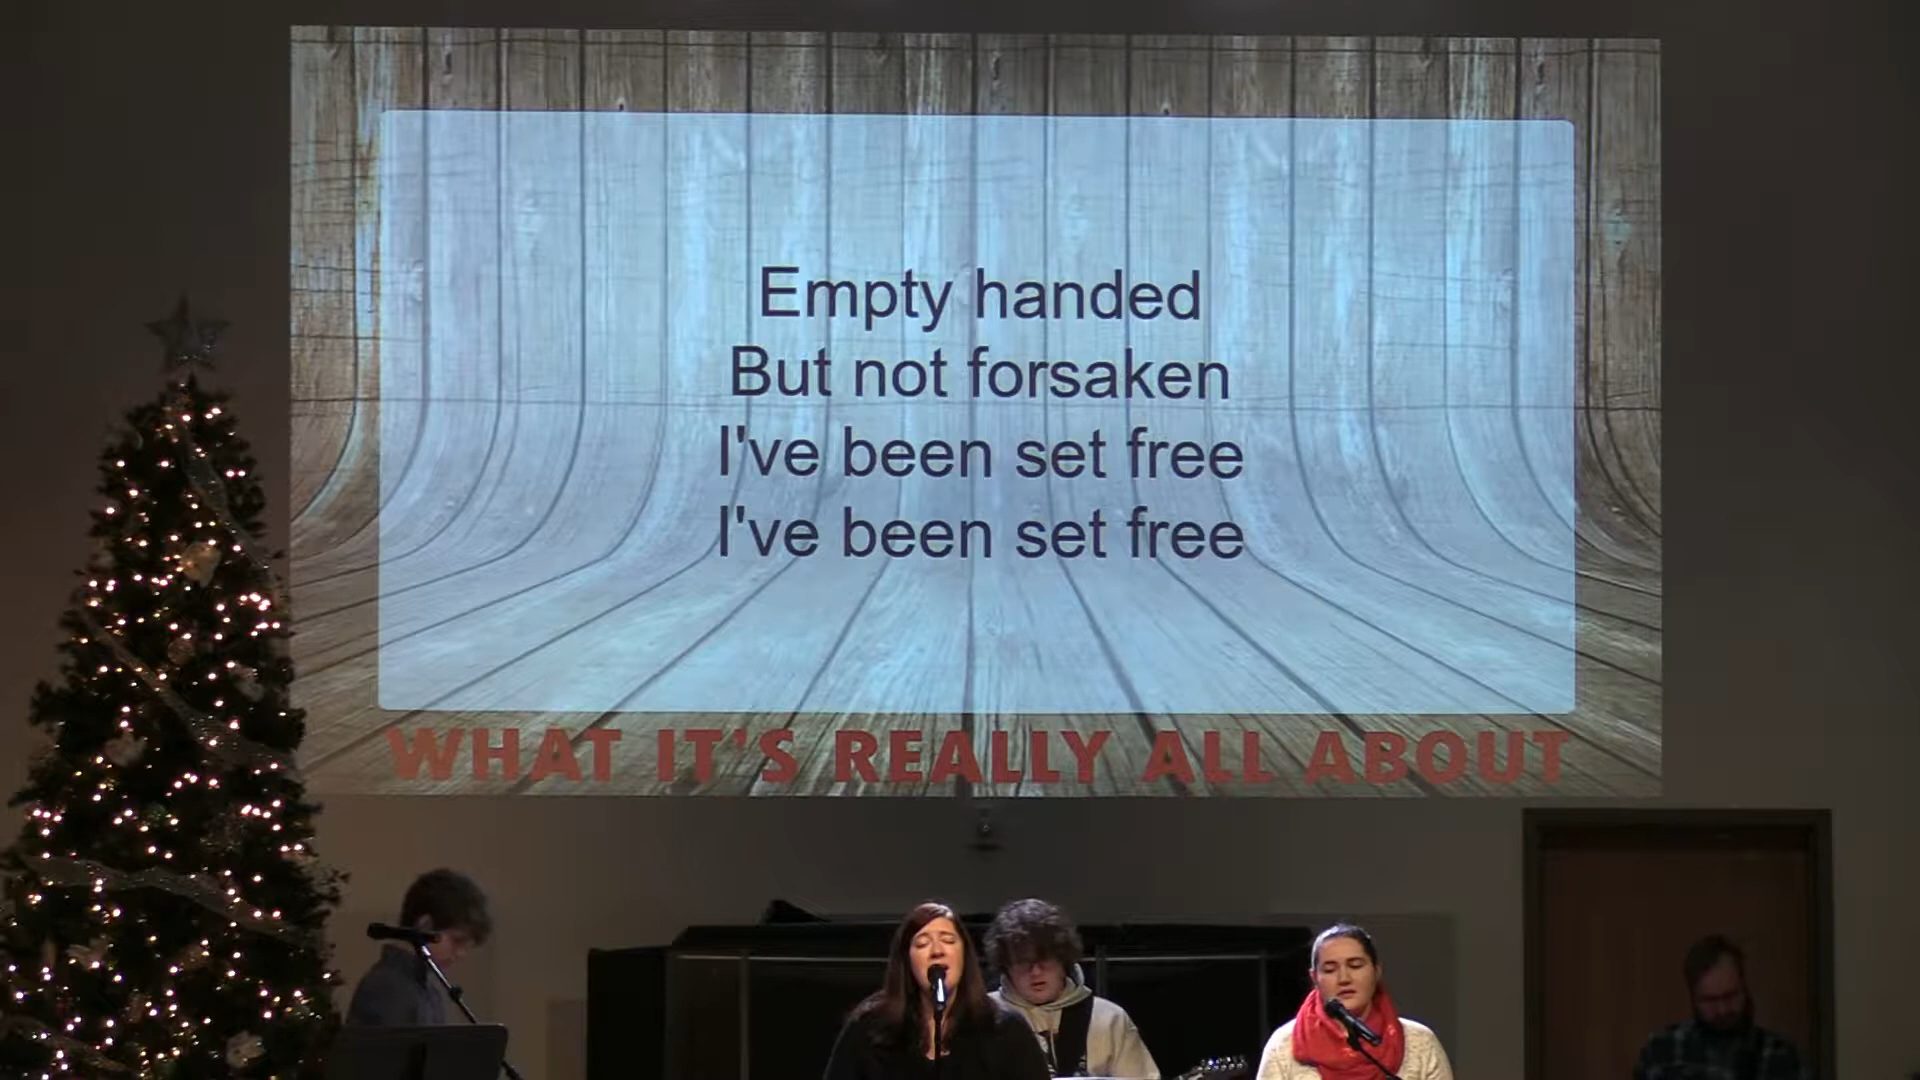 Empty handed
But not forsaken
I've been set free
I've been set free
WHAT IT'S REALLY ALL ABOUT